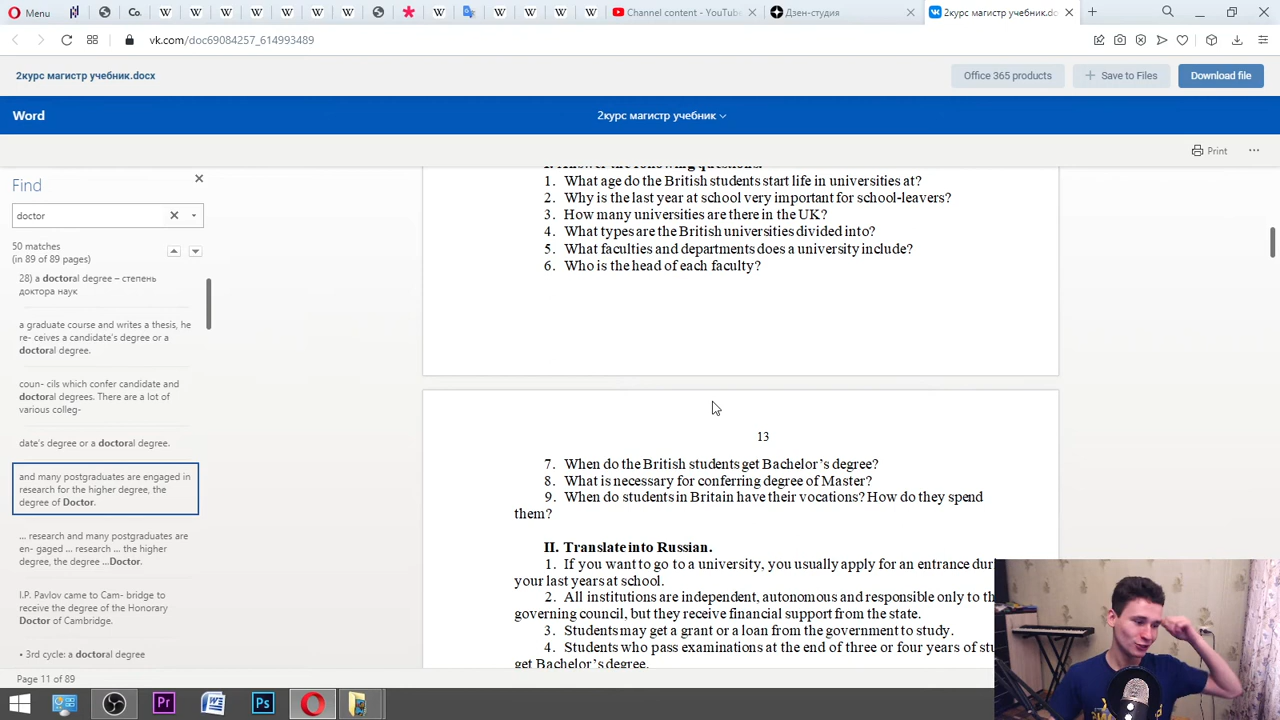 Menu
Co.
Channel content - YouTube
Дзен-студия
2курс магистр учебник.do
vk.com/doc69084257_614993489
2курс магистр учебник.docx
Office 365 products
Save to Files
Download file
Word
2курс магистр учебник
Print
Find
doctor
50 matches
(in 89 of 89 pages)
28) a doctoral degree – степень
доктора наук
a graduate course and writes a thesis, he
re- ceives a candidate's degree or a
doctoral degree.
coun- cils which confer candidate and
doctoral degrees. There are a lot of
various colleg-
date's degree or a doctoral degree.
and many postgraduates are engaged in
research for the higher degree, the
degree of Doctor.
... research and many postgraduates are
en- gaged ... research ... the higher
degree, the degree ...Doctor.
I.P. Pavlov came to Cam- bridge to
receive the degree of the Honorary
Doctor of Cambridge.
• 3rd cycle: a doctoral degree
Page 11 of 89
I. Answer the following questions.
1. What age do the British students start life in universities at?
2. Why is the last year at school very important for school-leavers?
3. How many universities are there in the UK?
4. What types are the British universities divided into?
5. What faculties and departments does a university include?
6. Who is the head of each faculty?
13
7. When do the British students get Bachelor's degree?
8. What is necessary for conferring degree of Master?
9. When do students in Britain have their vocations? How do they spend
them?
II. Translate into Russian.
1. If you want to go to a university, you usually apply for an entrance duri
your last years at school.
2. All institutions are independent, autonomous and responsible only to th
governing council, but they receive financial support from the state.
3. Students may get a grant or a loan from the government to study.
4. Students who pass examinations at the end of three or four years of stu
get Bachelor's degree.
Pr
W
Ps